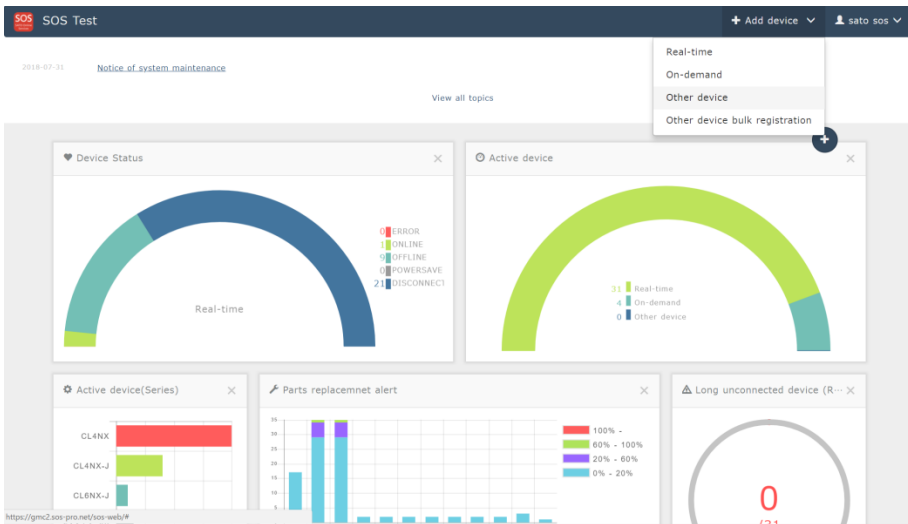 SOS
SOS Test
Add device
sato sos
Real-time
On-demand
Other device
Other device bulk registration
2018-07-31
Notice of system maintenance
View all topics
Device Status
0 ERROR
1 ONLINE
9 OFFLINE
0 POWERSAVE
21 DISCONNECT
Real-time
Active device
31 Real-time
4 On-demand
0 Other device
Active device(Series)
CL4NX
CL4NX-J
CL6NX-J
Parts replacemnet alert
35
30
25
20
15
10
100% -
60% - 100%
20% - 60%
0% - 20%
Long unconnected device (R...
0
/31
https://gmc2.sos-pro.net/sos-web/#